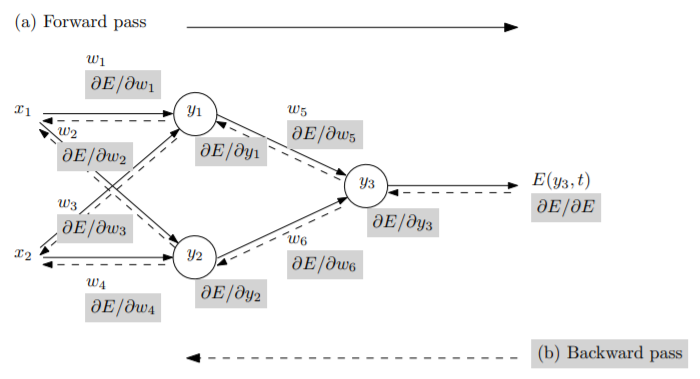 (a) Forward pass
w₁
∂E/∂w₁
x₁
y₁
w₅
∂E/∂w₅
w₂
∂E/∂w₂
∂E/∂y₁
y₃
E(y₃, t)
∂E/∂E
w₃
∂E/∂w₃
∂E/∂y₃
x₂
y₂
w₆
∂E/∂w₆
w₄
∂E/∂w₄
∂E/∂y₂
(b) Backward pass